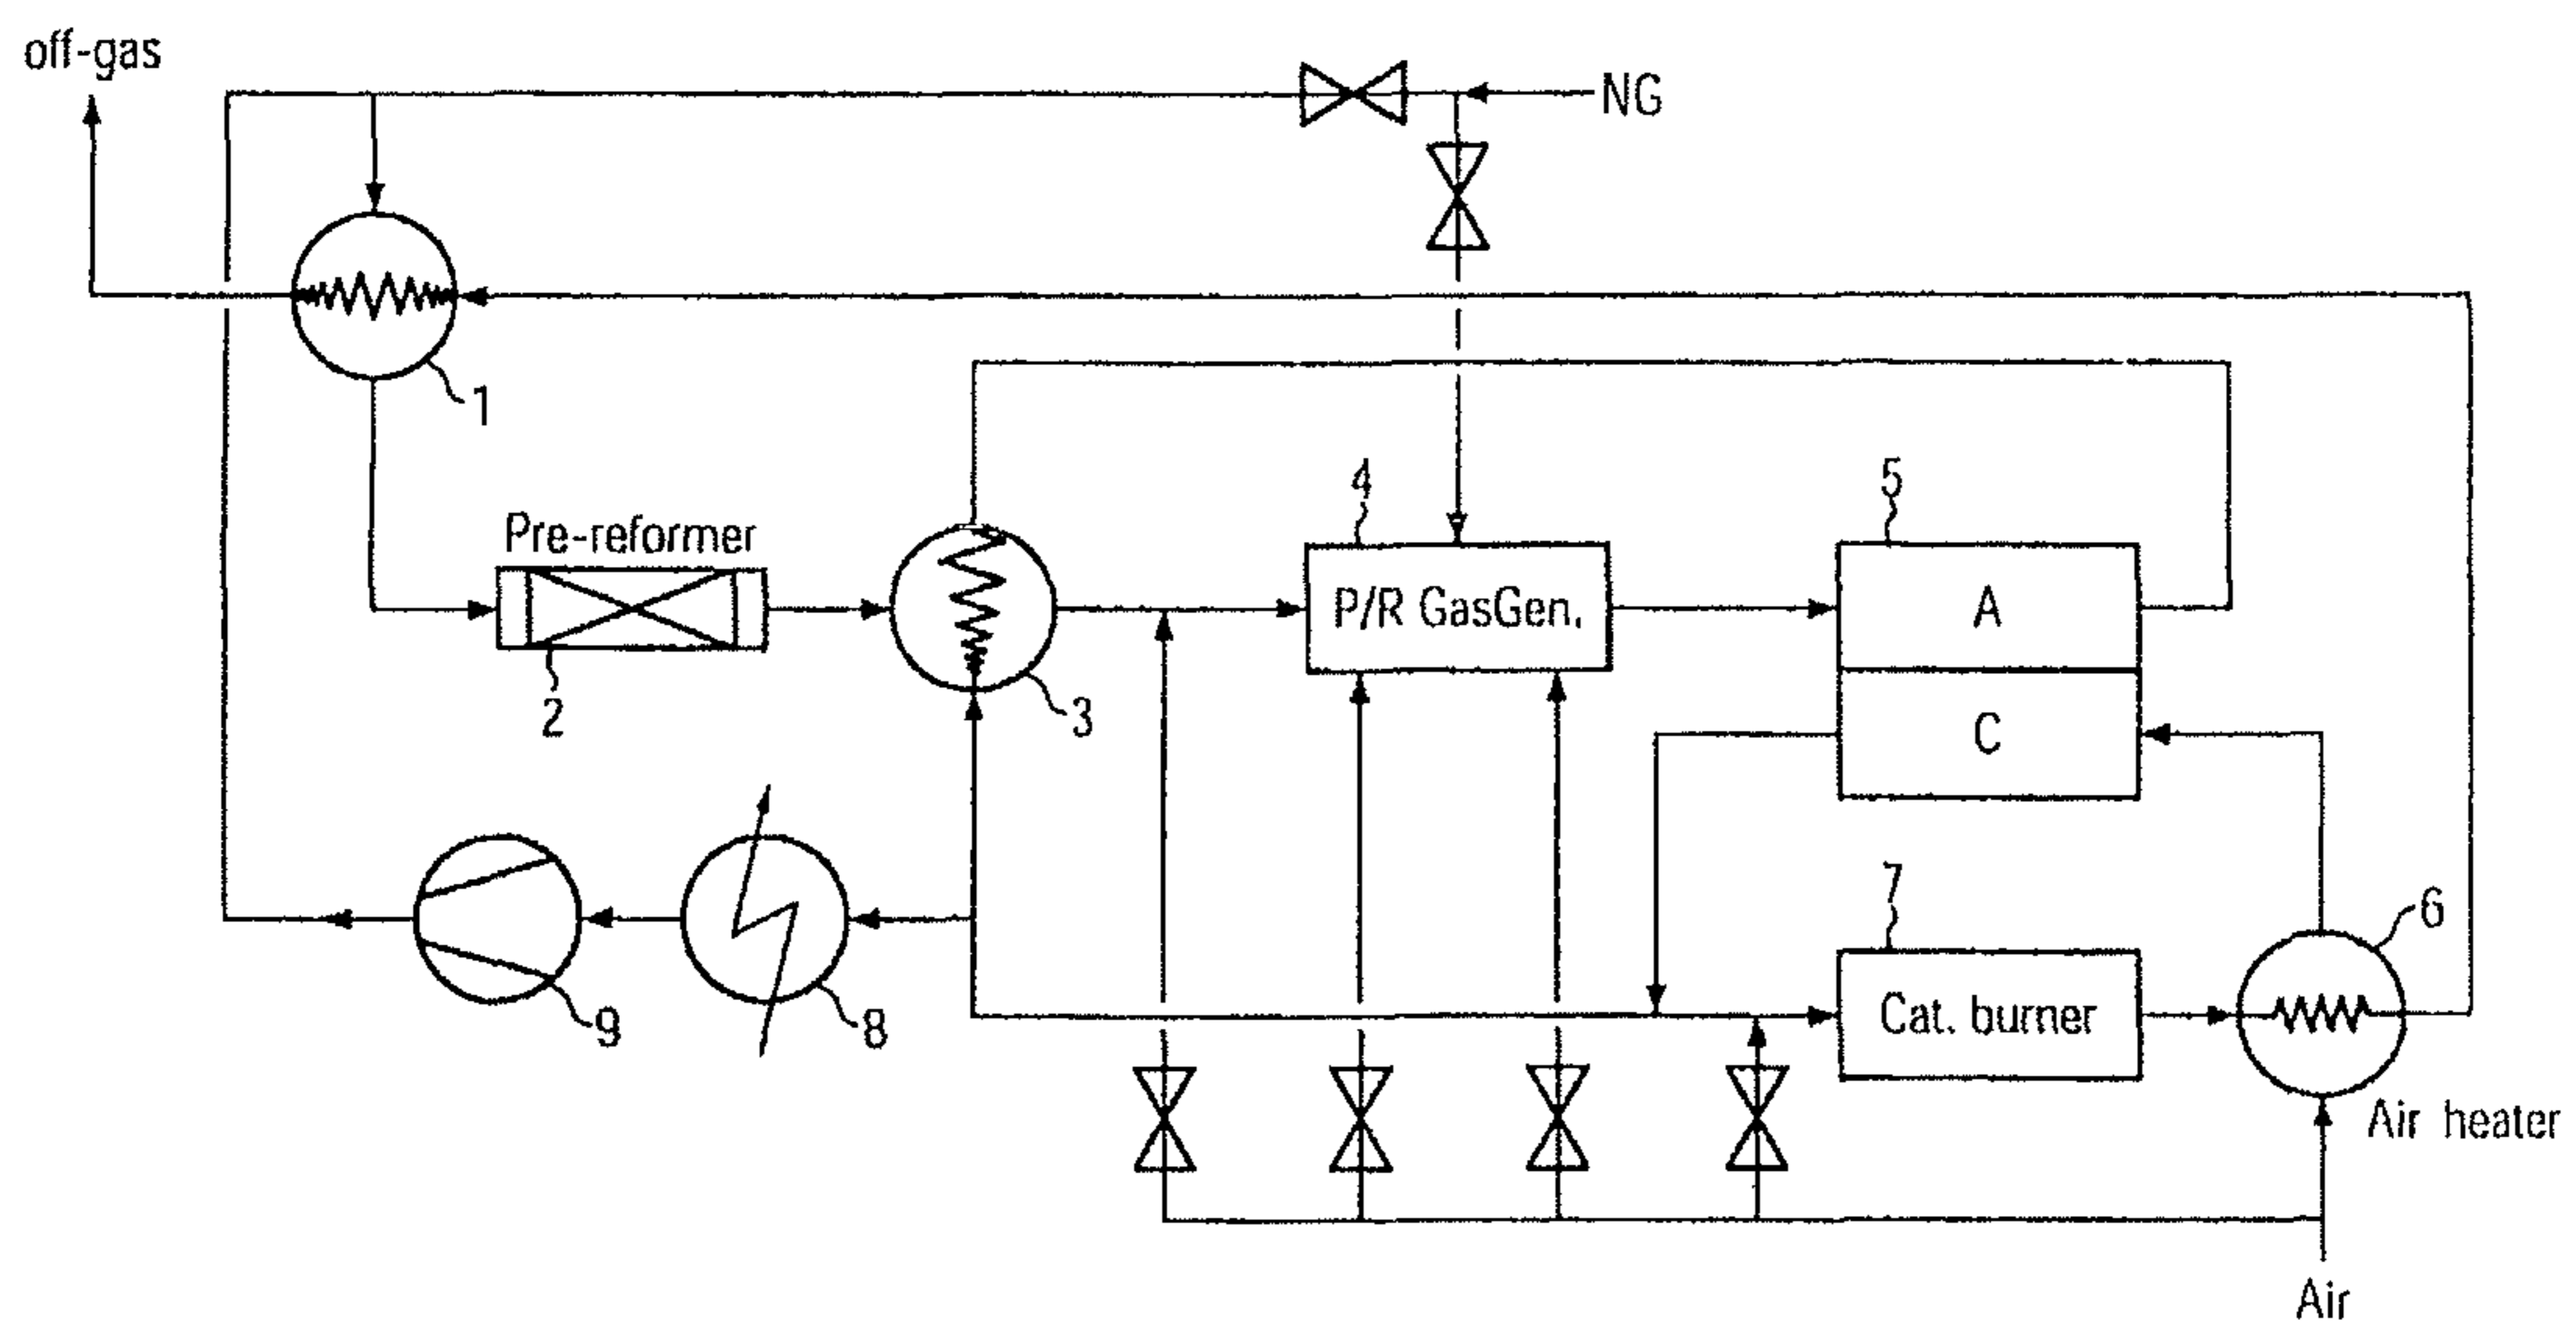 off-gas
NG
1
4
5
Pre-reformer
P/R GasGen.
A
2
3
C
7
6
Cat. burner
9
8
Air heater
Air